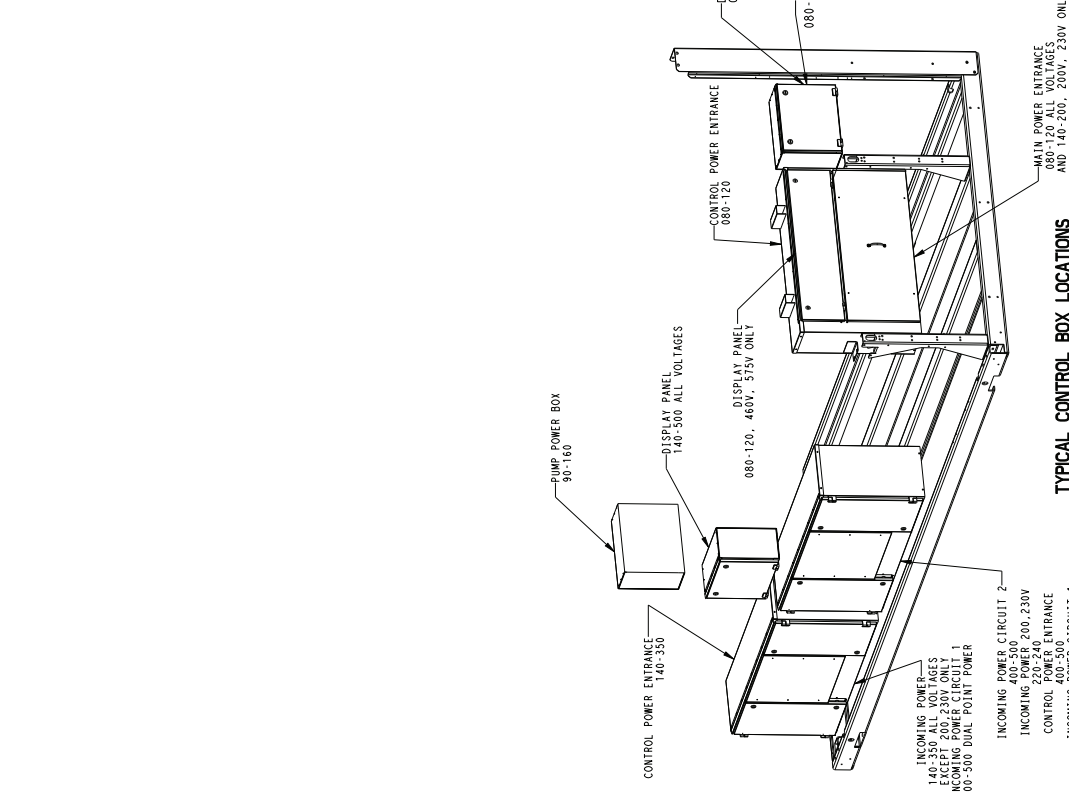 080-
CONTROL POWER ENTRANCE
080-120
MAIN POWER ENTRANCE
080-120 ALL VOLTAGES
AND 140-200, 200V, 230V ONL
DISPLAY PANEL
140-500 ALL VOLTAGES
DISPLAY PANEL
080-120, 460V, 575V ONLY
PUMP POWER BOX
90-160
CONTROL POWER ENTRANCE
140-350
INCOMING POWER
140-350 ALL VOLTAGES
EXCEPT 200,230V ONLY
NCOMING POWER CIRCUIT 1
00-500 DUAL POINT POWER
INCOMING POWER CIRCUIT 2
400-500
INCOMING POWER 200,230V
220-240
CONTROL POWER ENTRANCE
400-500
TYPICAL CONTROL BOX LOCATIONS